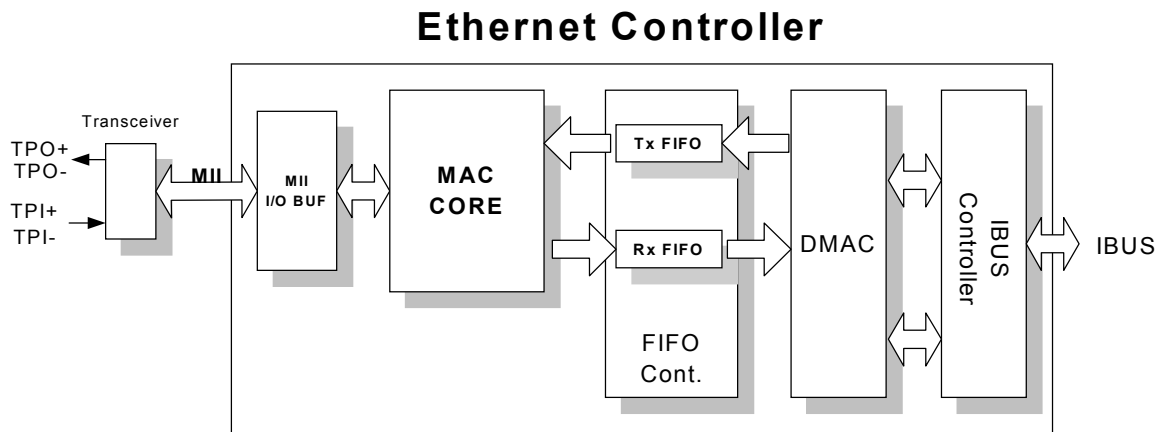 Ethernet Controller
Transceiver
TPO+
TPO-
TPI+
TPI-
MII
MII
I/O BUF
MAC
CORE
Tx FIFO
Rx FIFO
FIFO
Cont.
DMAC
IBUS
Controller
IBUS